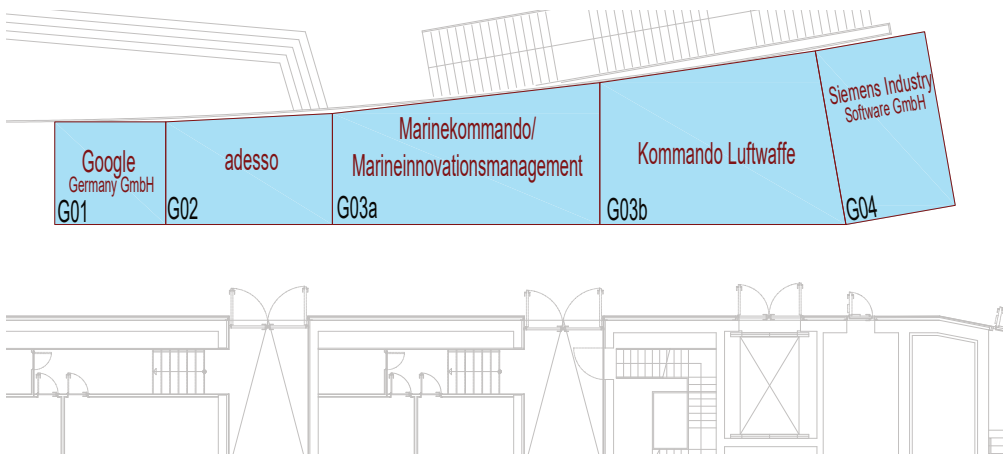 Google
Germany GmbH
G01
adesso
G02
Marinekommando/
Marineinnovationsmanagement
G03a
Kommando Luftwaffe
G03b
Siemens Industry
Software GmbH
G04